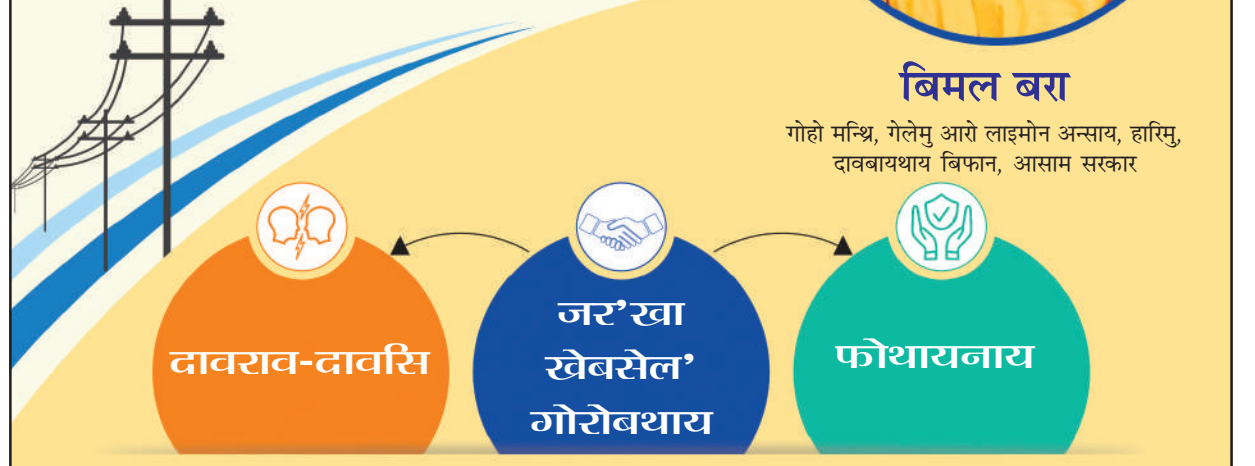 बिमल बरा
गोहो मन्थ्रि, गेलेमु आरो लाइमोन अन्साय, हारिमु,
दावबायथाय बिफान, आसाम सरकार
दावराव-दावसि
जर’खा
खेबसेल’
गोरोबथाय
फोथायनाय